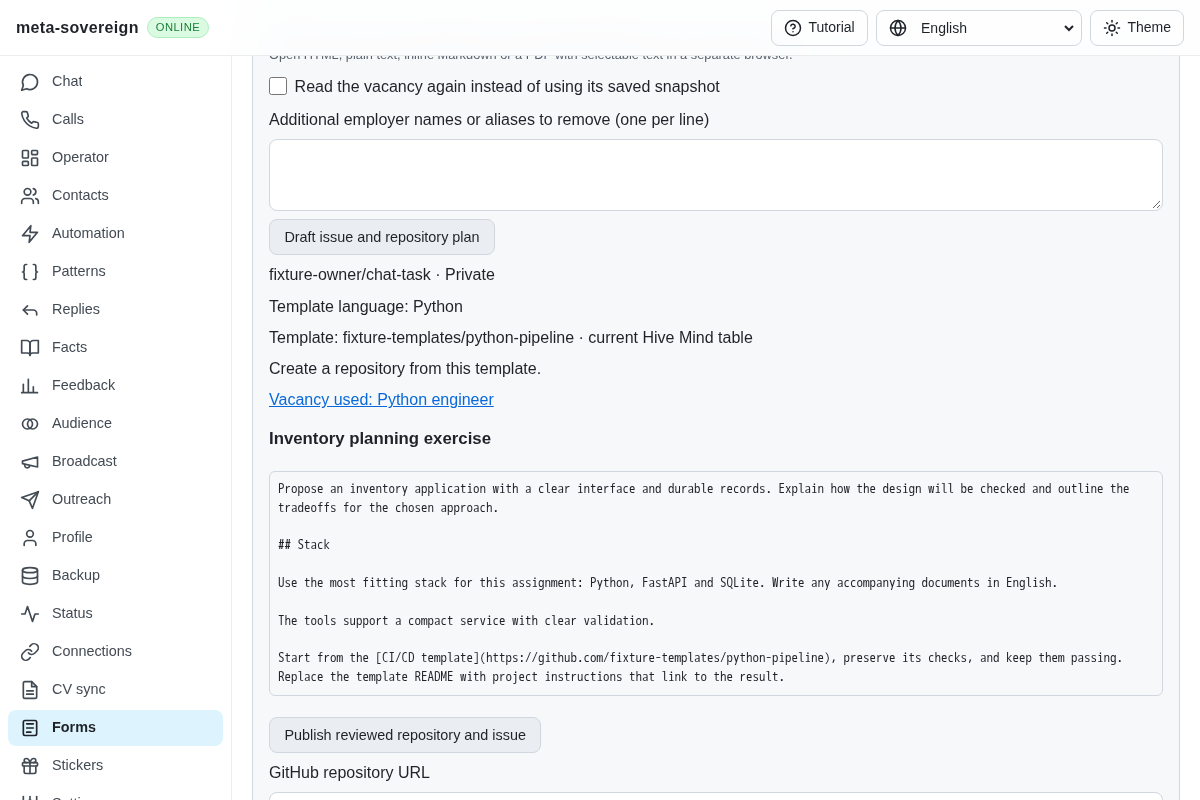 meta-sovereign ONLINE Tutorial English Theme
Chat
Calls
Operator
Contacts
Automation
Patterns
Replies
Facts
Feedback
Audience
Broadcast
Outreach
Profile
Backup
Status
Connections
CV sync
Forms
Stickers
Open HTML, plain text, inline Markdown or a PDF with selectable text in a separate browser.
Read the vacancy again instead of using its saved snapshot
Additional employer names or aliases to remove (one per line)
Draft issue and repository plan
fixture-owner/chat-task · Private
Template language: Python
Template: fixture-templates/python-pipeline · current Hive Mind table
Create a repository from this template.
Vacancy used: Python engineer
Inventory planning exercise
Propose an inventory application with a clear interface and durable records. Explain how the design will be checked and outline the
tradeoffs for the chosen approach.
## Stack
Use the most fitting stack for this assignment: Python, FastAPI and SQLite. Write any accompanying documents in English.
The tools support a compact service with clear validation.
Start from the [CI/CD template](https://github.com/fixture-templates/python-pipeline), preserve its checks, and keep them passing.
Replace the template README with project instructions that link to the result.
Publish reviewed repository and issue
GitHub repository URL